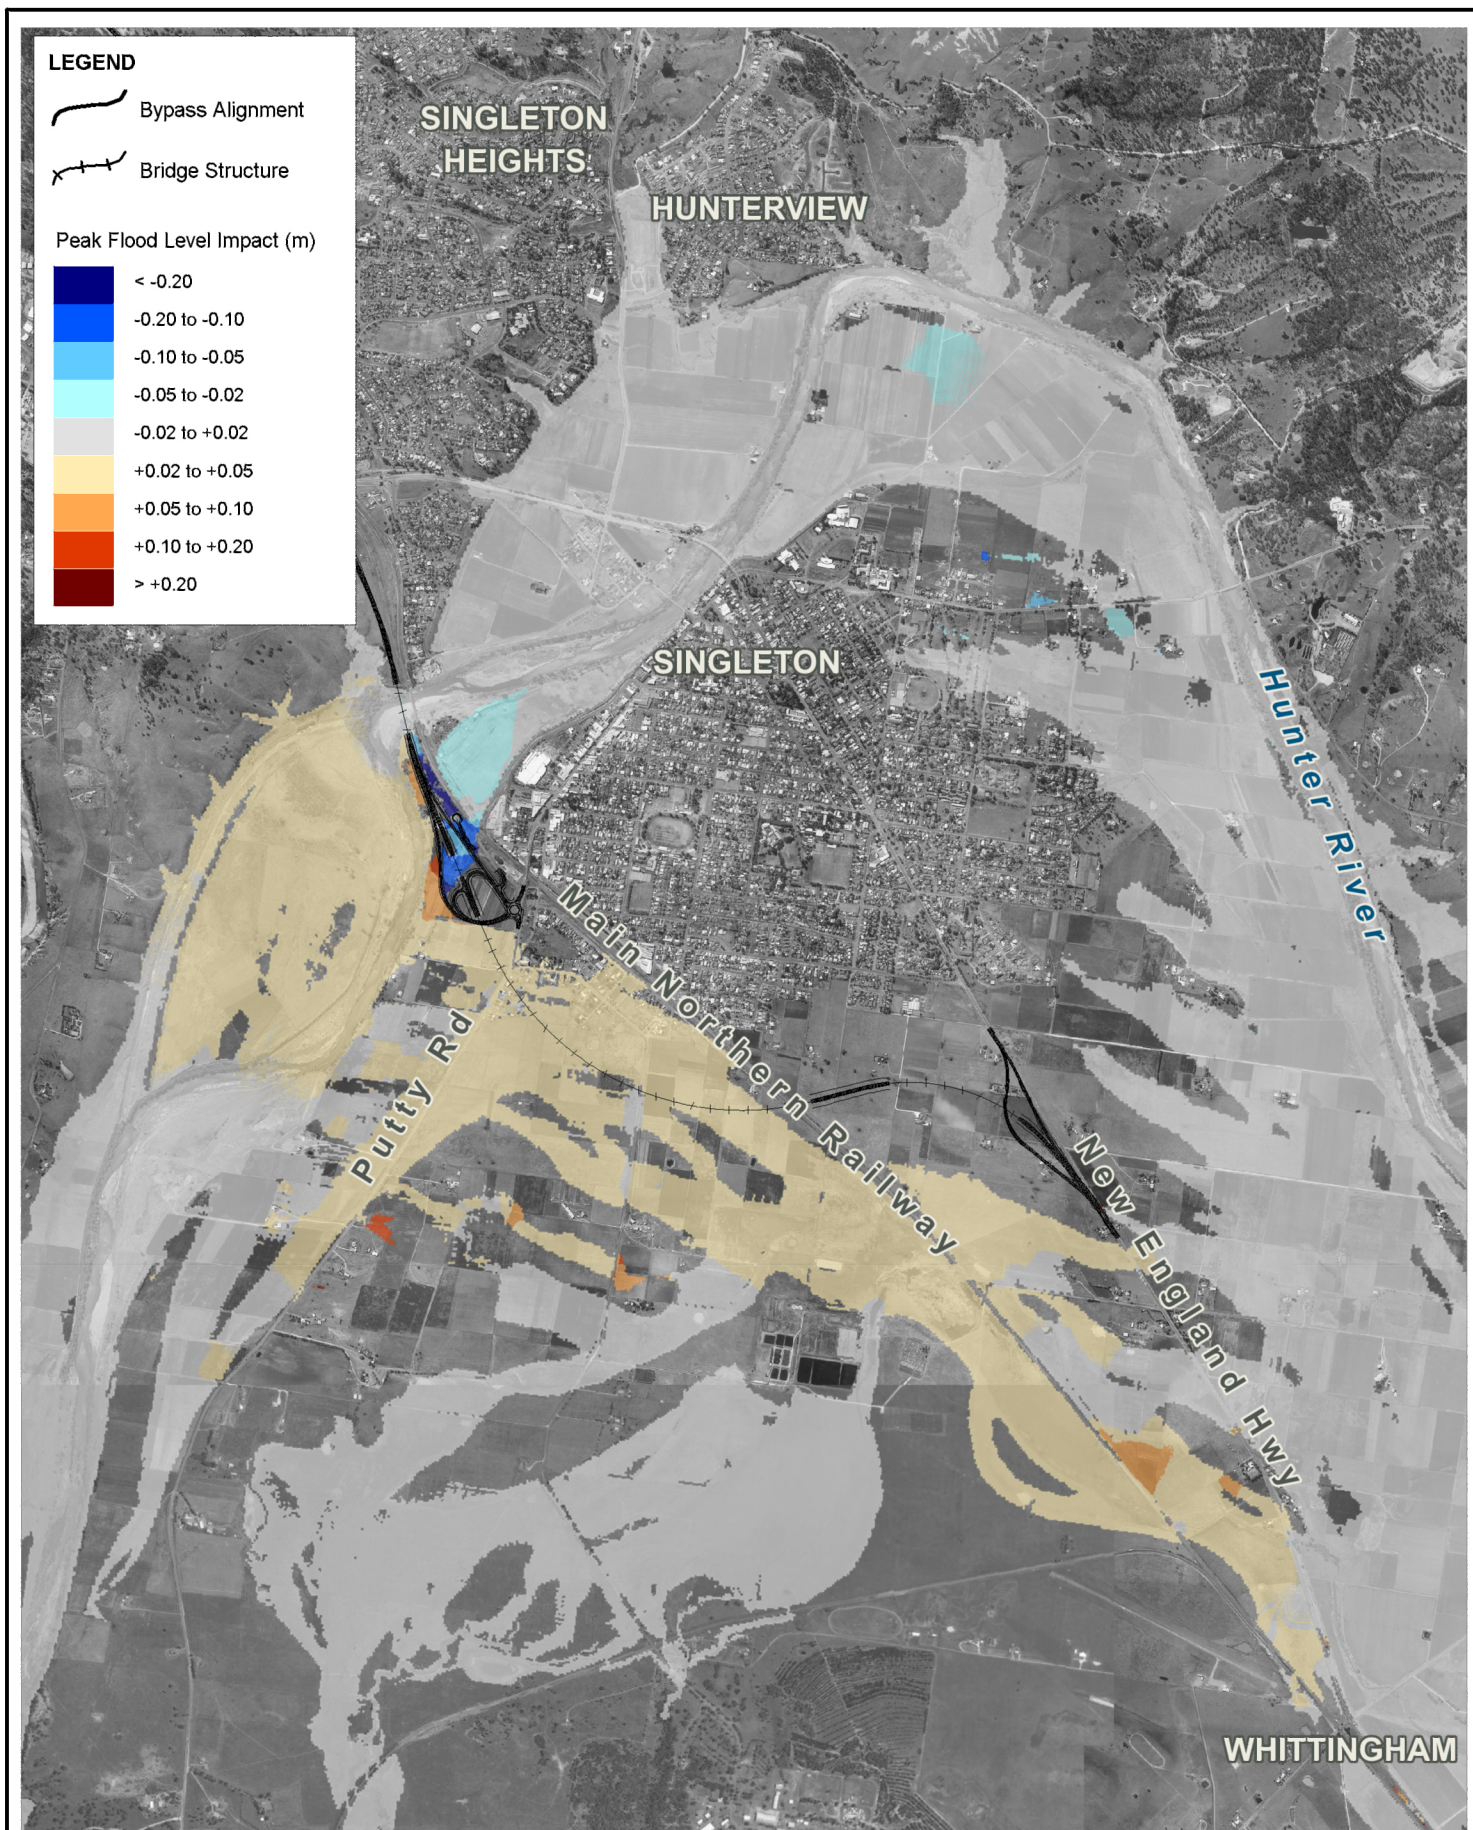 LEGEND
Bypass Alignment
Bridge Structure
Peak Flood Level Impact (m)
< -0.20
-0.20 to -0.10
-0.10 to -0.05
-0.05 to -0.02
-0.02 to +0.02
+0.02 to +0.05
+0.05 to +0.10
+0.10 to +0.20
> +0.20
SINGLETON
HEIGHTS
HUNTERVIEW
SINGLETON
Hunter River
Main Northern Railway
Putty Rd
New England Hwy
WHITTINGHAM